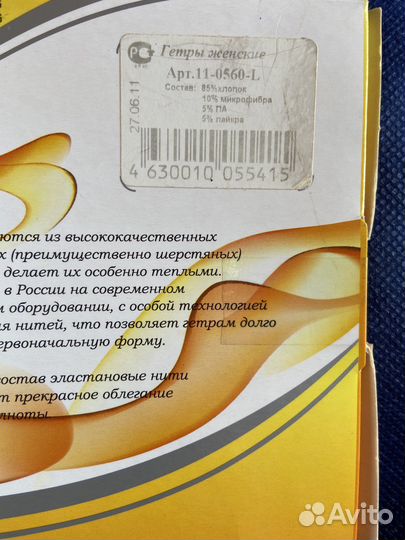 Гетры женские
Арт.11-0560-L
Состав: 85%хлопок
10% микрофибра
5% ПА
5% лайкра
27.06.11
4 630010 055415
ются из высококачественных
х (преимущественно шерстяных)
делает их особенно теплыми.
в России на современном
м оборудовании, с особой технологией
ия нитей, что позволяет гетрам долго
ервоначальную форму.
состав эластановые нити
т прекрасное облегание
лноты.
Avito